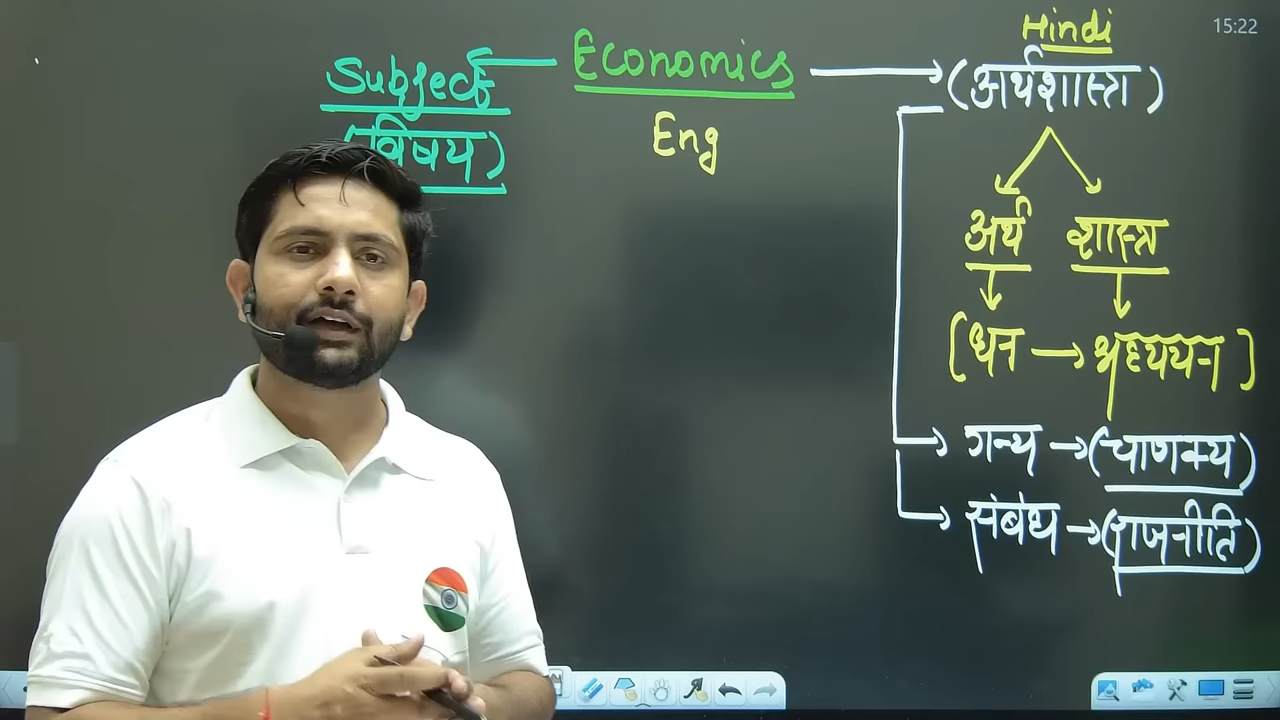 15:22
Hindi
Subject Economics (अर्थशास्त्र)
(विषय) Eng
अर्थ शास्त्र
[धन → अध्ययन]
ग्रन्थ → (चाणक्य)
संबंध → (राजनीति)